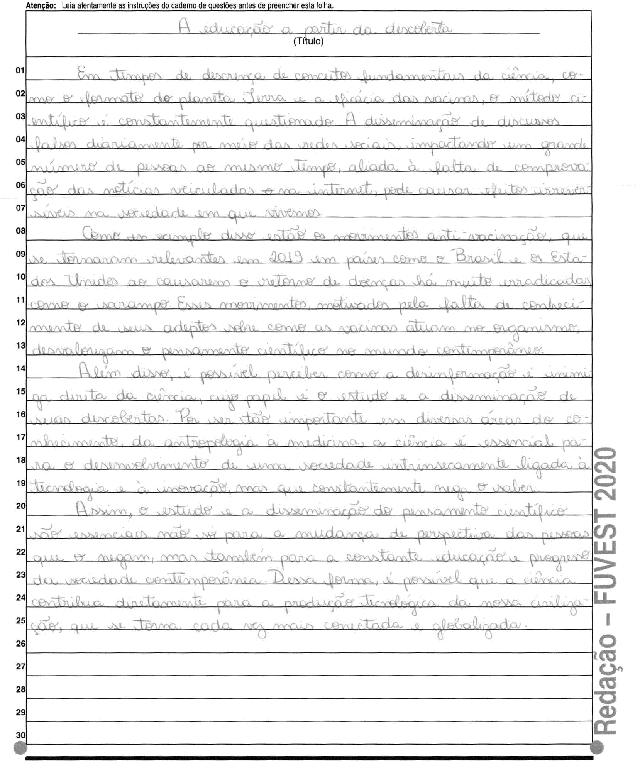 Atenção: Leia atentamente as instruções do caderno de questões antes de preencher esta folha.
A educação a partir da descoberta
(Título)
01 Em tempos de descrença de conceitos fundamentais da ciência, co-
02 mo o formato do planeta Terra e a eficácia das vacinas, o método ci-
03 entífico é constantemente questionado. A disseminação de discursos
04 falsos diariamente por meio das redes sociais, impactando um grande
05 número de pessoas ao mesmo tempo, aliada à falta de comprova-
06 ção das notícias veiculadas na internet, pode causar efeitos irrever-
07 síveis na sociedade em que vivemos.
08 Como um exemplo disso estão os movimentos anti-vacinação, que
09 se tornaram relevantes em 2019 em países como o Brasil e os Esta-
10 dos Unidos ao causarem o retorno de doenças há muito erradicadas
11 como o sarampo. Esses movimentos, motivados pela falta de conheci-
12 mento de seus adeptos sobre como as vacinas atuam no organismo,
13 desvalorizam o pensamento científico no mundo contemporâneo.
14 Além disso, é possível perceber como a desinformação é inimi-
15 ga direta da ciência, cujo papel é o estudo e a disseminação de
16 suas descobertas. Por ser tão importante em diversas áreas do co-
17 nhecimento, da antropologia à medicina, a ciência é essencial pa-
18 ra o desenvolvimento de uma sociedade intrinsecamente ligada à
19 tecnologia e à inovação, mas que constantemente nega o saber.
20 Assim, o estudo e a disseminação do pensamento científico
21 são essenciais não só para a mudança de perspectiva das pessoas
22 que o negam, mas também para a constante educação e progresso
23 da sociedade contemporânea. Dessa forma, é possível que a ciência
24 contribua diretamente para a produção tecnológica da nossa civiliza-
25 ção, que se torna cada vez mais conectada e globalizada.
26
27
28
29
30
Redação – FUVEST 2020